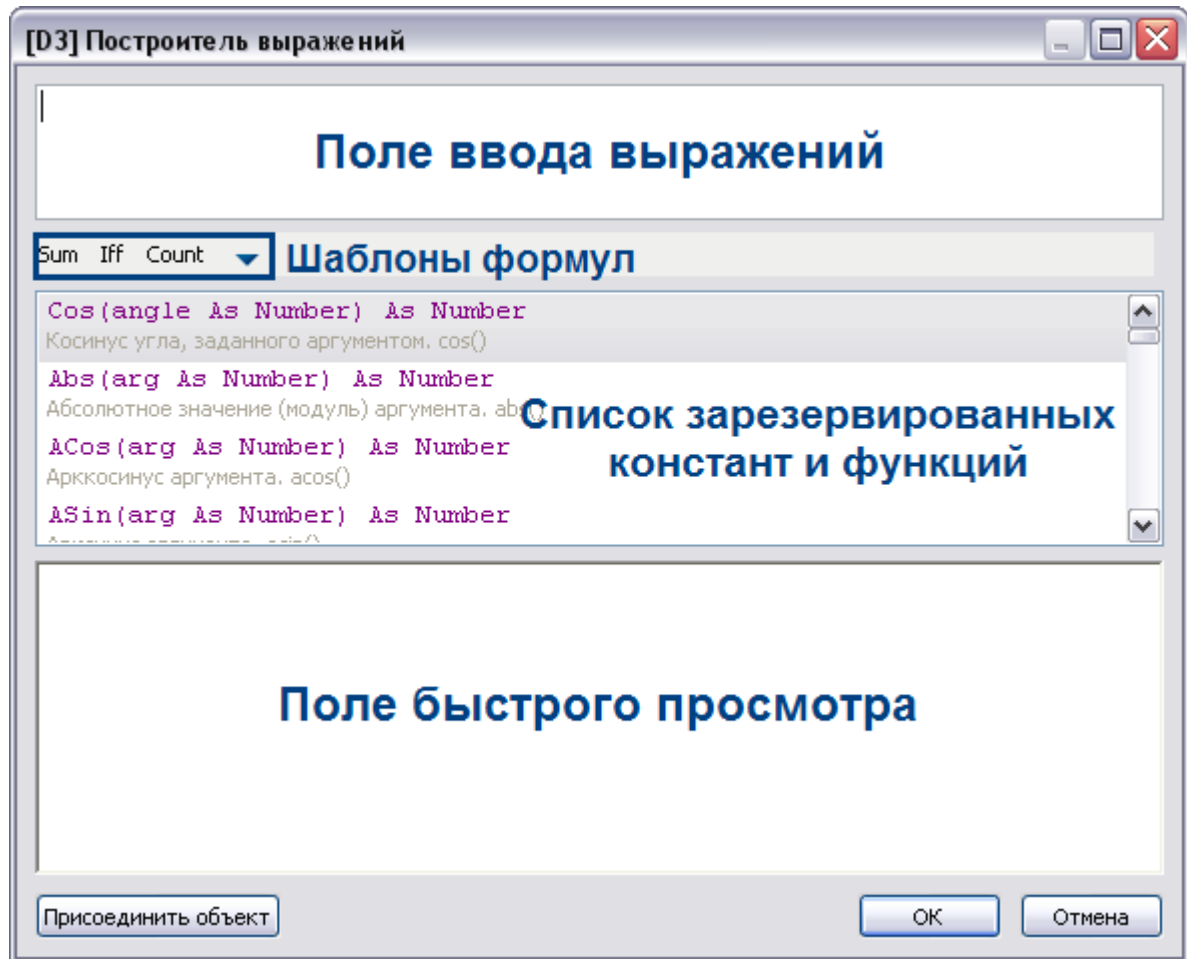 [D3] Построитель выражений
Поле ввода выражений
Sum Iff Count
Шаблоны формул
Cos(angle As Number) As Number
Косинус угла, заданного аргументом. cos()
Abs(arg As Number) As Number
Абсолютное значение (модуль) аргумента.
Список зарезервированных
ACos(arg As Number) As Number
констант и функций
Арккосинус аргумента. acos()
ASin(arg As Number) As Number
Поле быстрого просмотра
Присоединить объект
OK
Отмена